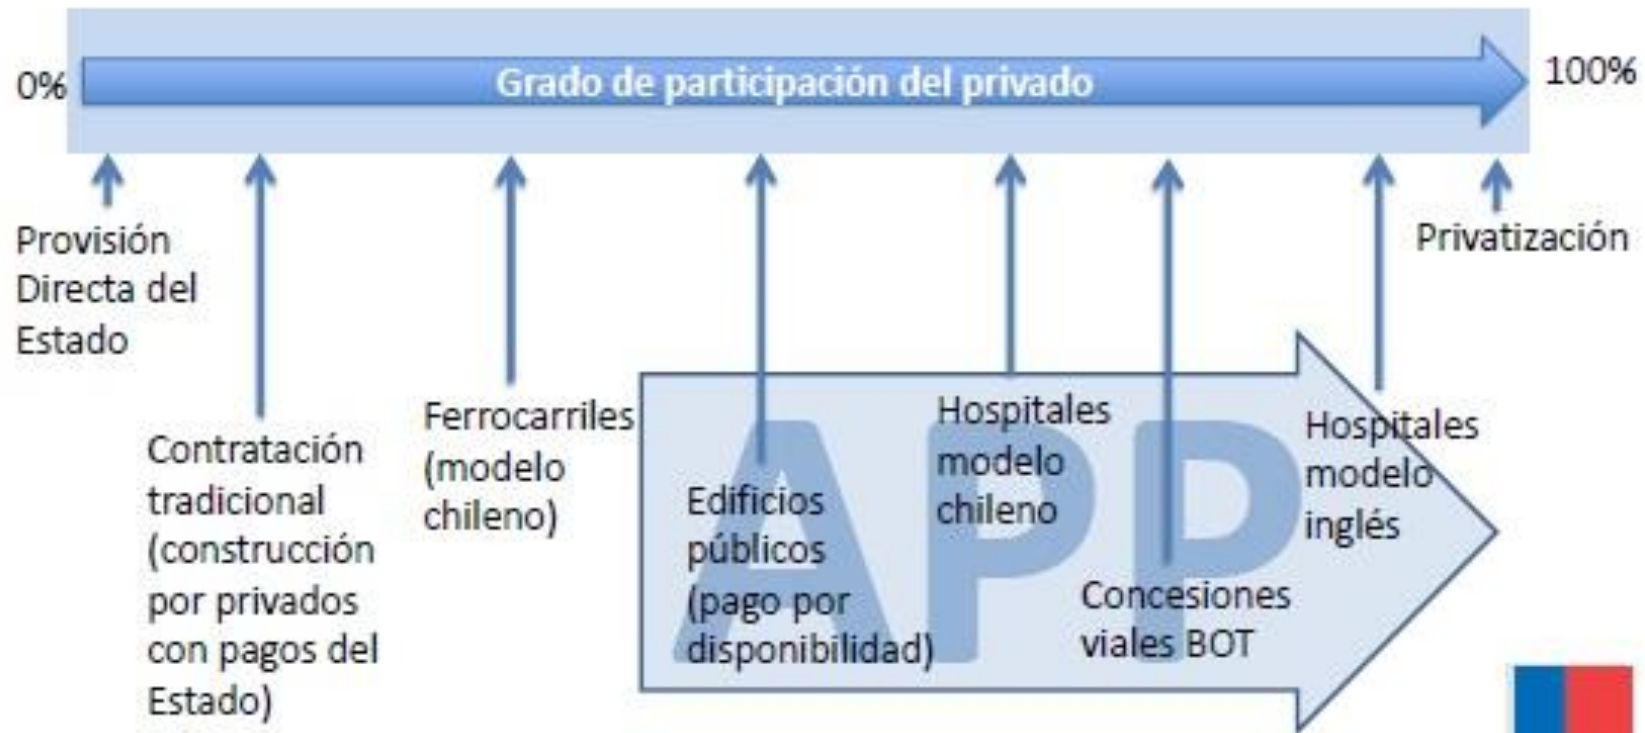 0%
Grado de participación del privado
100%
Provisión
Directa del
Estado
Privatización
Contratación
tradicional
(construcción
por privados
con pagos del
Estado)
Ferrocarriles
(modelo
chileno)
APP
Edificios
públicos
(pago por
disponibilidad)
Hospitales
modelo
chileno
Concesiones
viales BOT
Hospitales
modelo
inglés